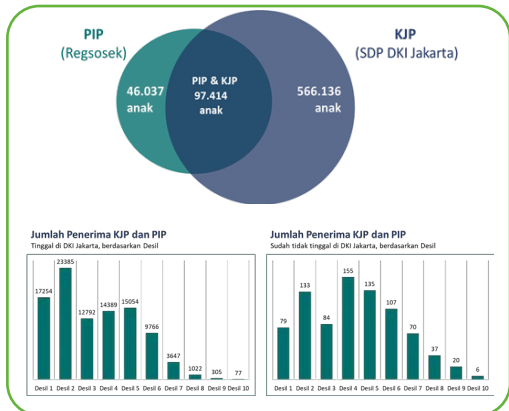 PIP
(Regsosek)
KJP
(SDP DKI Jakarta)
46.037
anak
PIP & KJP
97.414
anak
566.136
anak
Jumlah Penerima KJP dan PIP
Tinggal di DKI Jakarta, berdasarkan Desil
17254
23385
12792
14389
15054
9766
3647
1022
305
77
Desil 1 Desil 2 Desil 3 Desil 4 Desil 5 Desil 6 Desil 7 Desil 8 Desil 9 Desil 10
Jumlah Penerima KJP dan PIP
Sudah tidak tinggal di DKI Jakarta, berdasarkan Desil
79
133
84
155
135
107
70
37
20
6
Desil 1 Desil 2 Desil 3 Desil 4 Desil 5 Desil 6 Desil 7 Desil 8 Desil 9 Desil 10